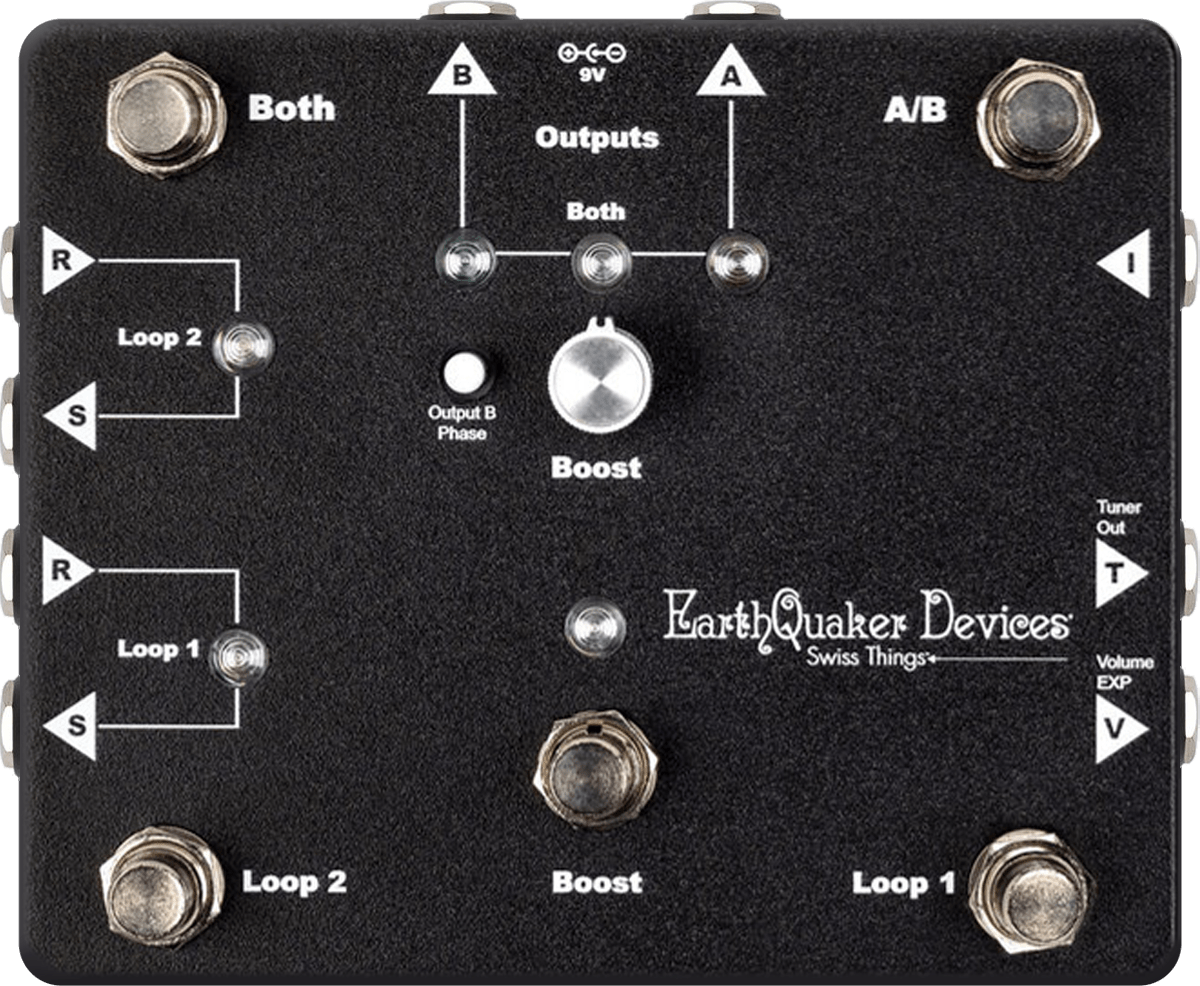 B
9V
A
Both
A/B
Outputs
Both
R
I
Loop 2
S
Output B
Phase
Boost
Tuner
Out
R
T
EarthQuaker Devices
Swiss Things™
Loop 1
Volume
EXP
S
V
Loop 2
Boost
Loop 1